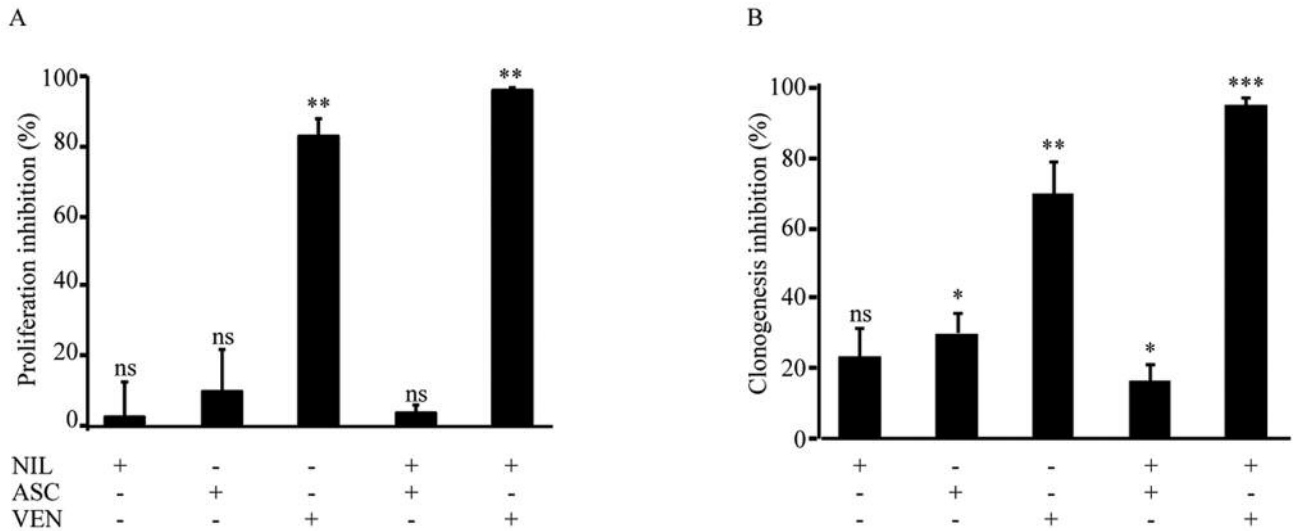 A
Proliferation inhibition (%)
100
80
60
40
20
0
ns
ns
**
ns
**
NIL + - - + +
ASC - + - + -
VEN - - + - +
B
Clonogenesis inhibition (%)
100
80
60
40
20
0
ns
*
**
*
***
+ - - + +
- + - + -
- - + - +